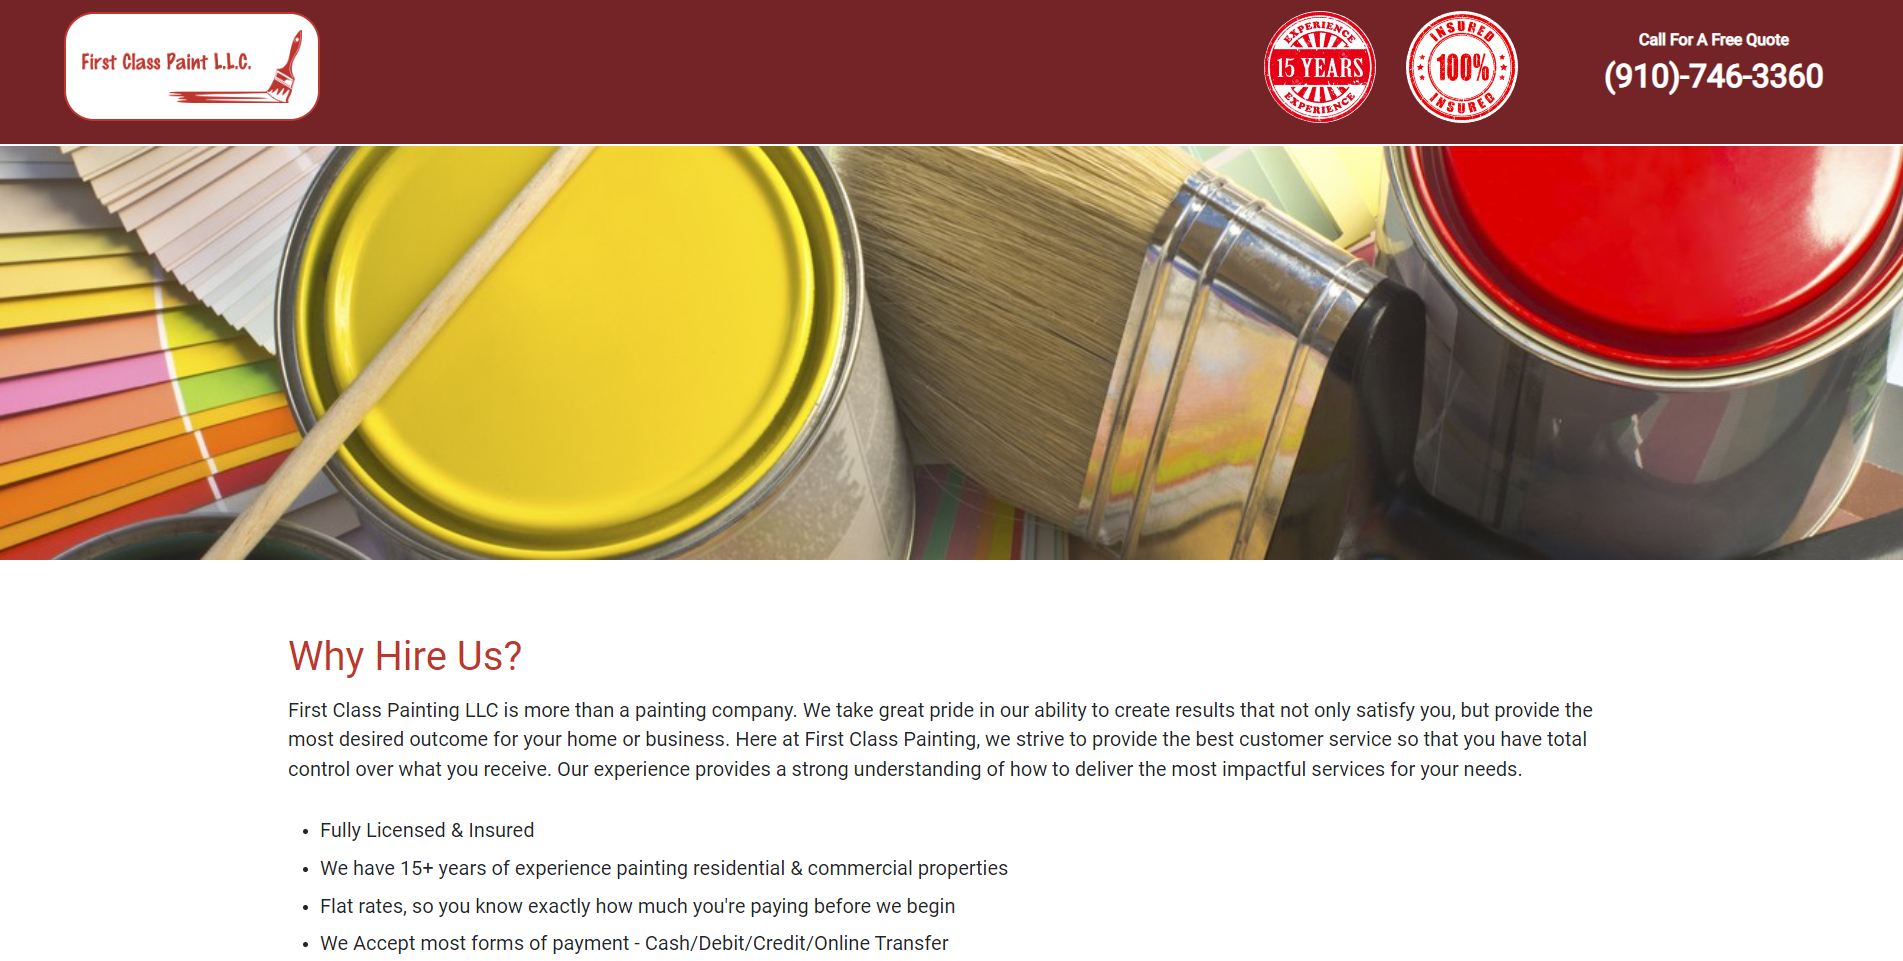 First Class Paint L.L.C.
EXPERIENCE
15 YEARS
EXPERIENCE
INSURED
100%
INSURED
Call For A Free Quote
(910)-746-3360
Why Hire Us?
First Class Painting LLC is more than a painting company. We take great pride in our ability to create results that not only satisfy you, but provide the
most desired outcome for your home or business. Here at First Class Painting, we strive to provide the best customer service so that you have total
control over what you receive. Our experience provides a strong understanding of how to deliver the most impactful services for your needs.
• Fully Licensed & Insured
• We have 15+ years of experience painting residential & commercial properties
• Flat rates, so you know exactly how much you're paying before we begin
• We Accept most forms of payment - Cash/Debit/Credit/Online Transfer